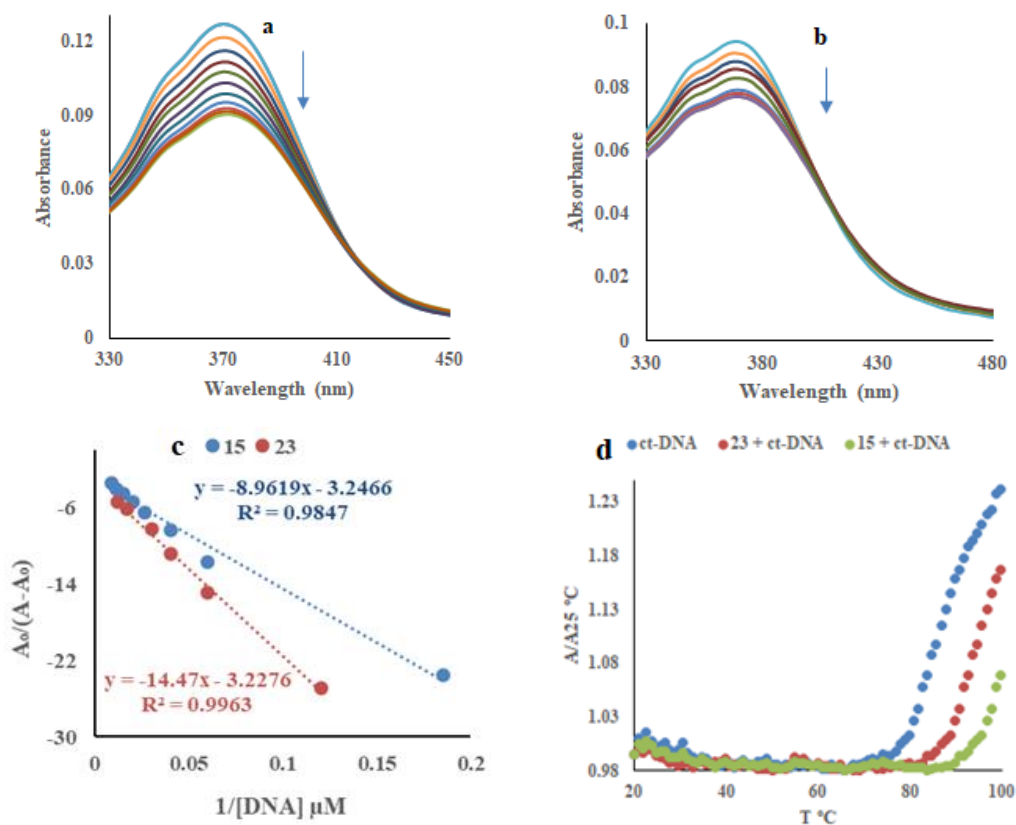 a
0.12
0.09
0.06
0.03
0
330
370
410
450
Absorbance
Wavelength (nm)
b
0.1
0.08
0.06
0.04
0.02
0
330
380
430
480
Absorbance
Wavelength (nm)
c
15
23
y = -8.9619x - 3.2466
R² = 0.9847
y = -14.47x - 3.2276
R² = 0.9963
-6
-14
-22
-30
0
0.05
0.1
0.15
0.2
A₀/(A-A₀)
1/[DNA] µM
d
ct-DNA
23 + ct-DNA
15 + ct-DNA
1.23
1.18
1.13
1.08
1.03
0.98
20
40
60
80
100
A/A25 ºC
T ºC